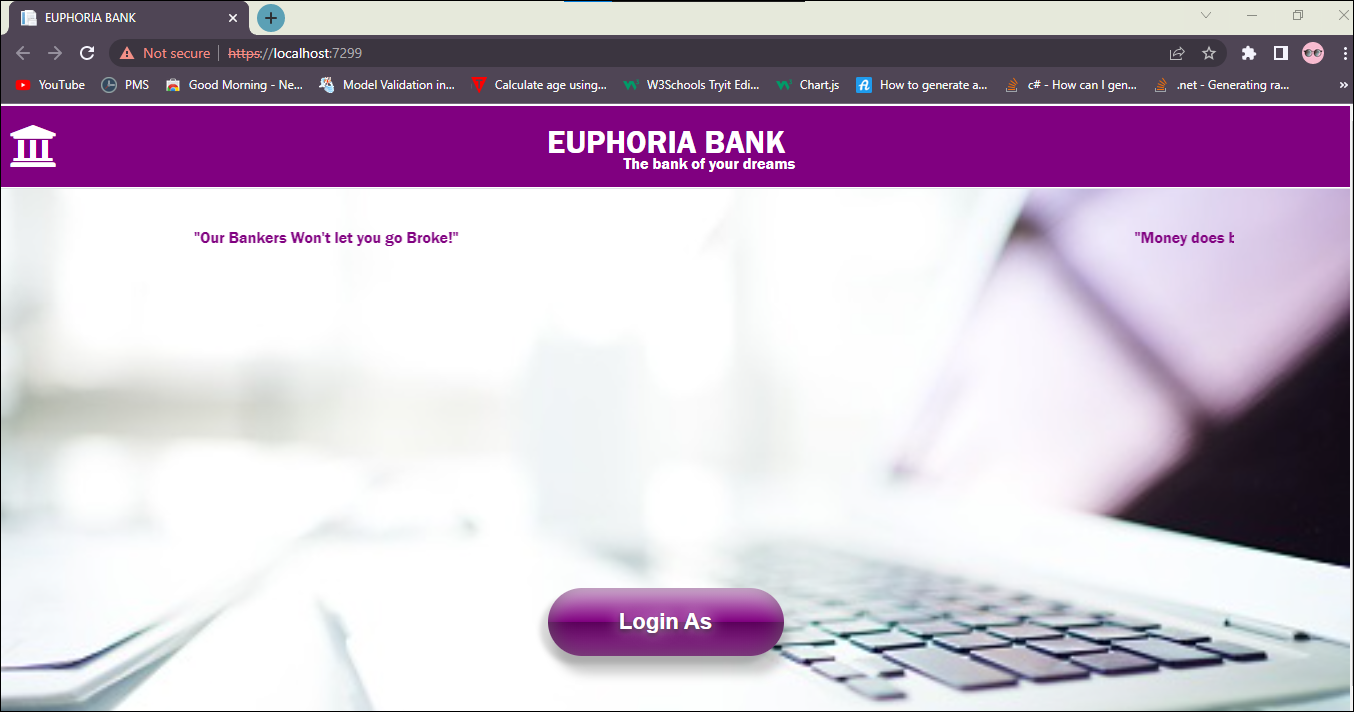 EUPHORIA BANK
Not secure | https://localhost:7299
YouTube PMS Good Morning - Ne... Model Validation in... Calculate age using... W3Schools Tryit Edi... Chart.js How to generate a... c# - How can I gen... .net - Generating ra... »
EUPHORIA BANK
The bank of your dreams
"Our Bankers Won't let you go Broke!" "Money does
Login As